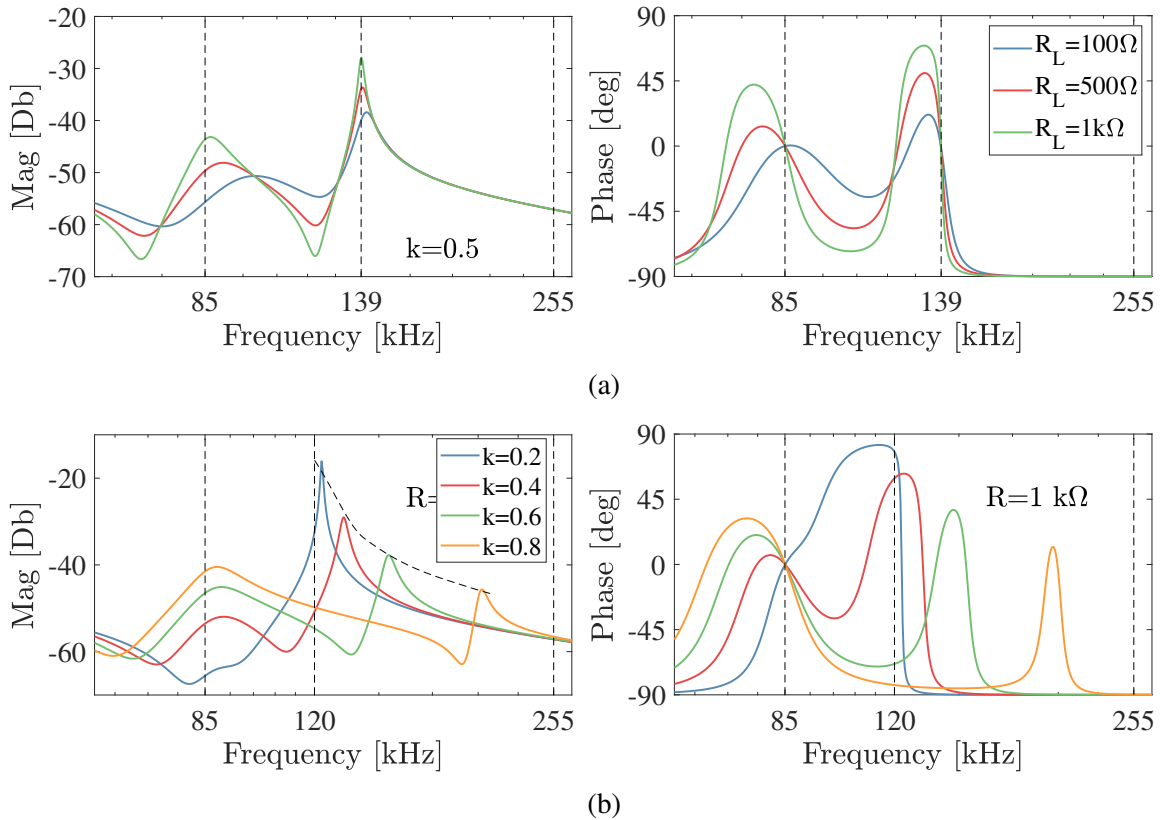 -20
-30
-40
-50
-60
-70
Mag [Db]
k=0.5
85
139
255
Frequency [kHz]
90
45
0
-45
-90
Phase [deg]
R_L=100Ω
R_L=500Ω
R_L=1kΩ
85
139
255
Frequency [kHz]
(a)
-20
-40
-60
Mag [Db]
R=
k=0.2
k=0.4
k=0.6
k=0.8
85
120
255
Frequency [kHz]
90
45
0
-45
-90
Phase [deg]
R=1 kΩ
85
120
255
Frequency [kHz]
(b)